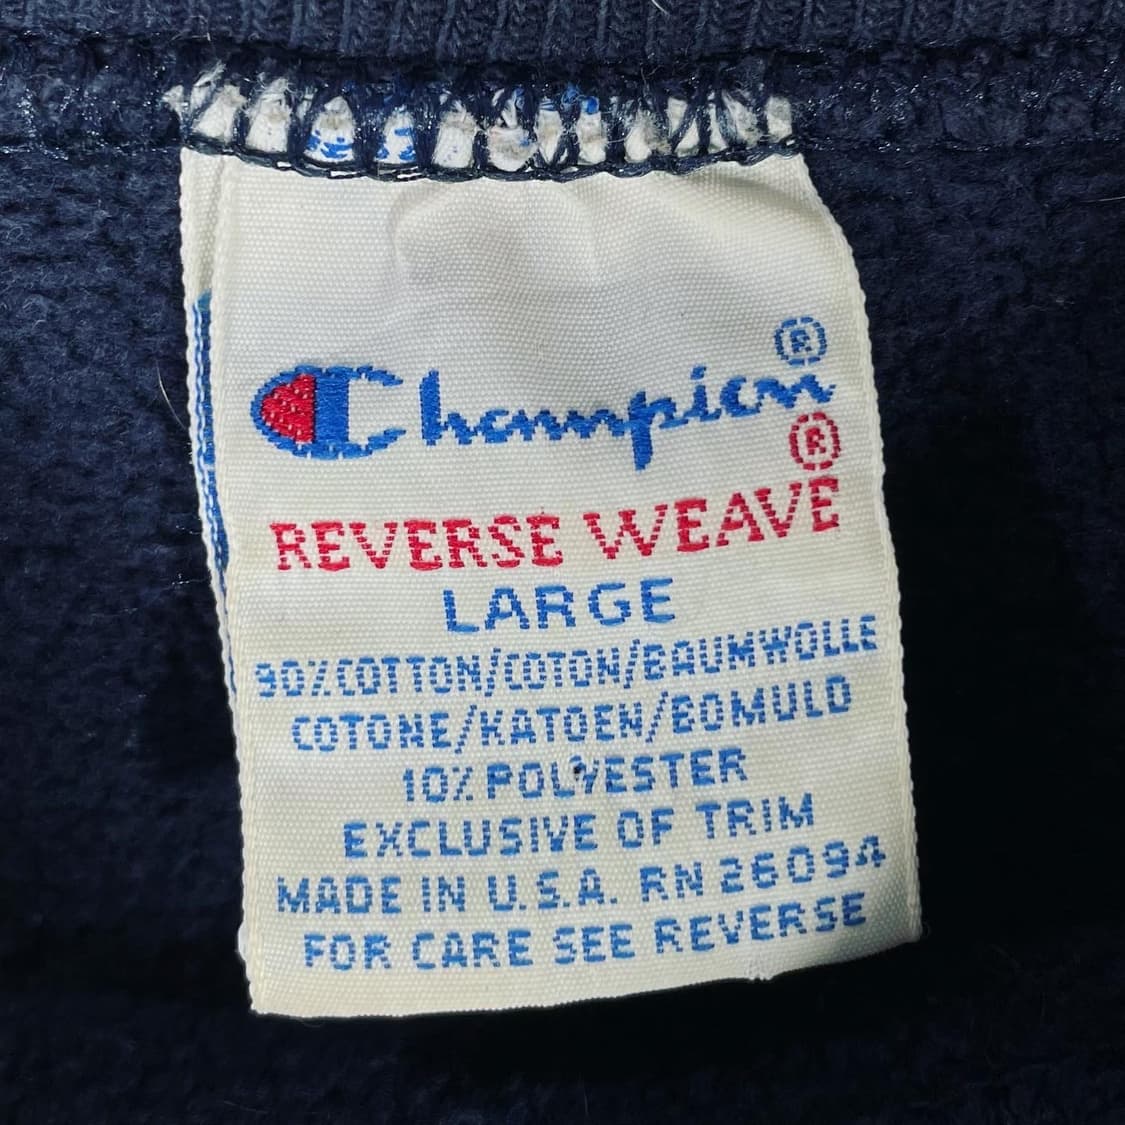 Champion®
REVERSE WEAVE®
LARGE
90% COTTON/COTON/BAUMWOLLE
COTONE/KATOEN/BOMULD
10% POLYESTER
EXCLUSIVE OF TRIM
MADE IN U.S.A. RN 26094
FOR CARE SEE REVERSE